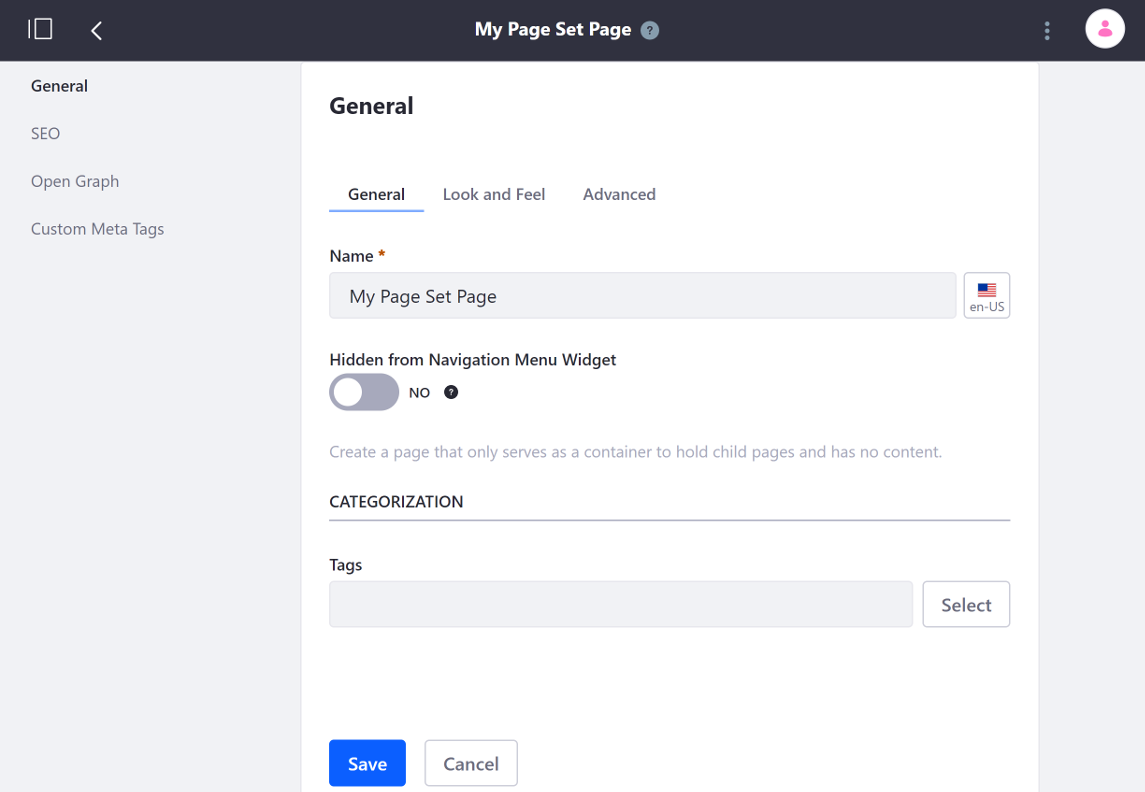 My Page Set Page ?
General
SEO
Open Graph
Custom Meta Tags
General
General Look and Feel Advanced
Name *
My Page Set Page
en-US
Hidden from Navigation Menu Widget
NO ?
Create a page that only serves as a container to hold child pages and has no content.
CATEGORIZATION
Tags
Select
Save Cancel